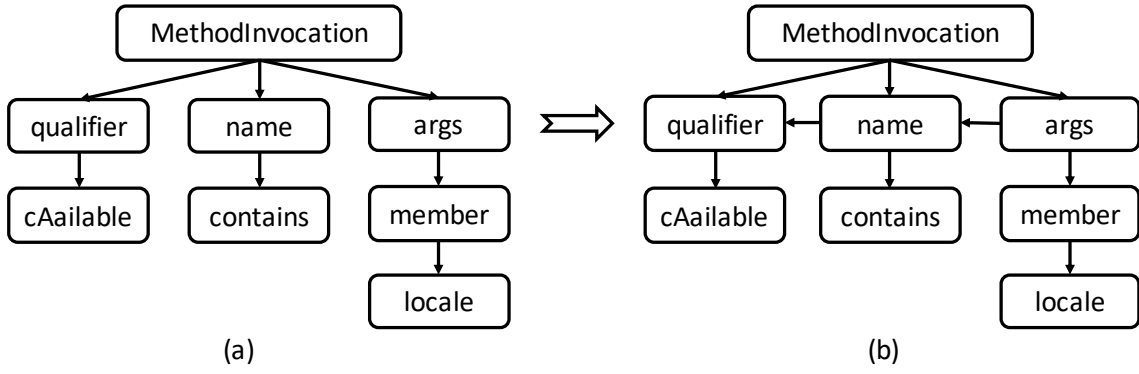 MethodInvocation
qualifier name args
cAailable contains member
locale
(a)
MethodInvocation
qualifier name args
cAailable contains member
locale
(b)